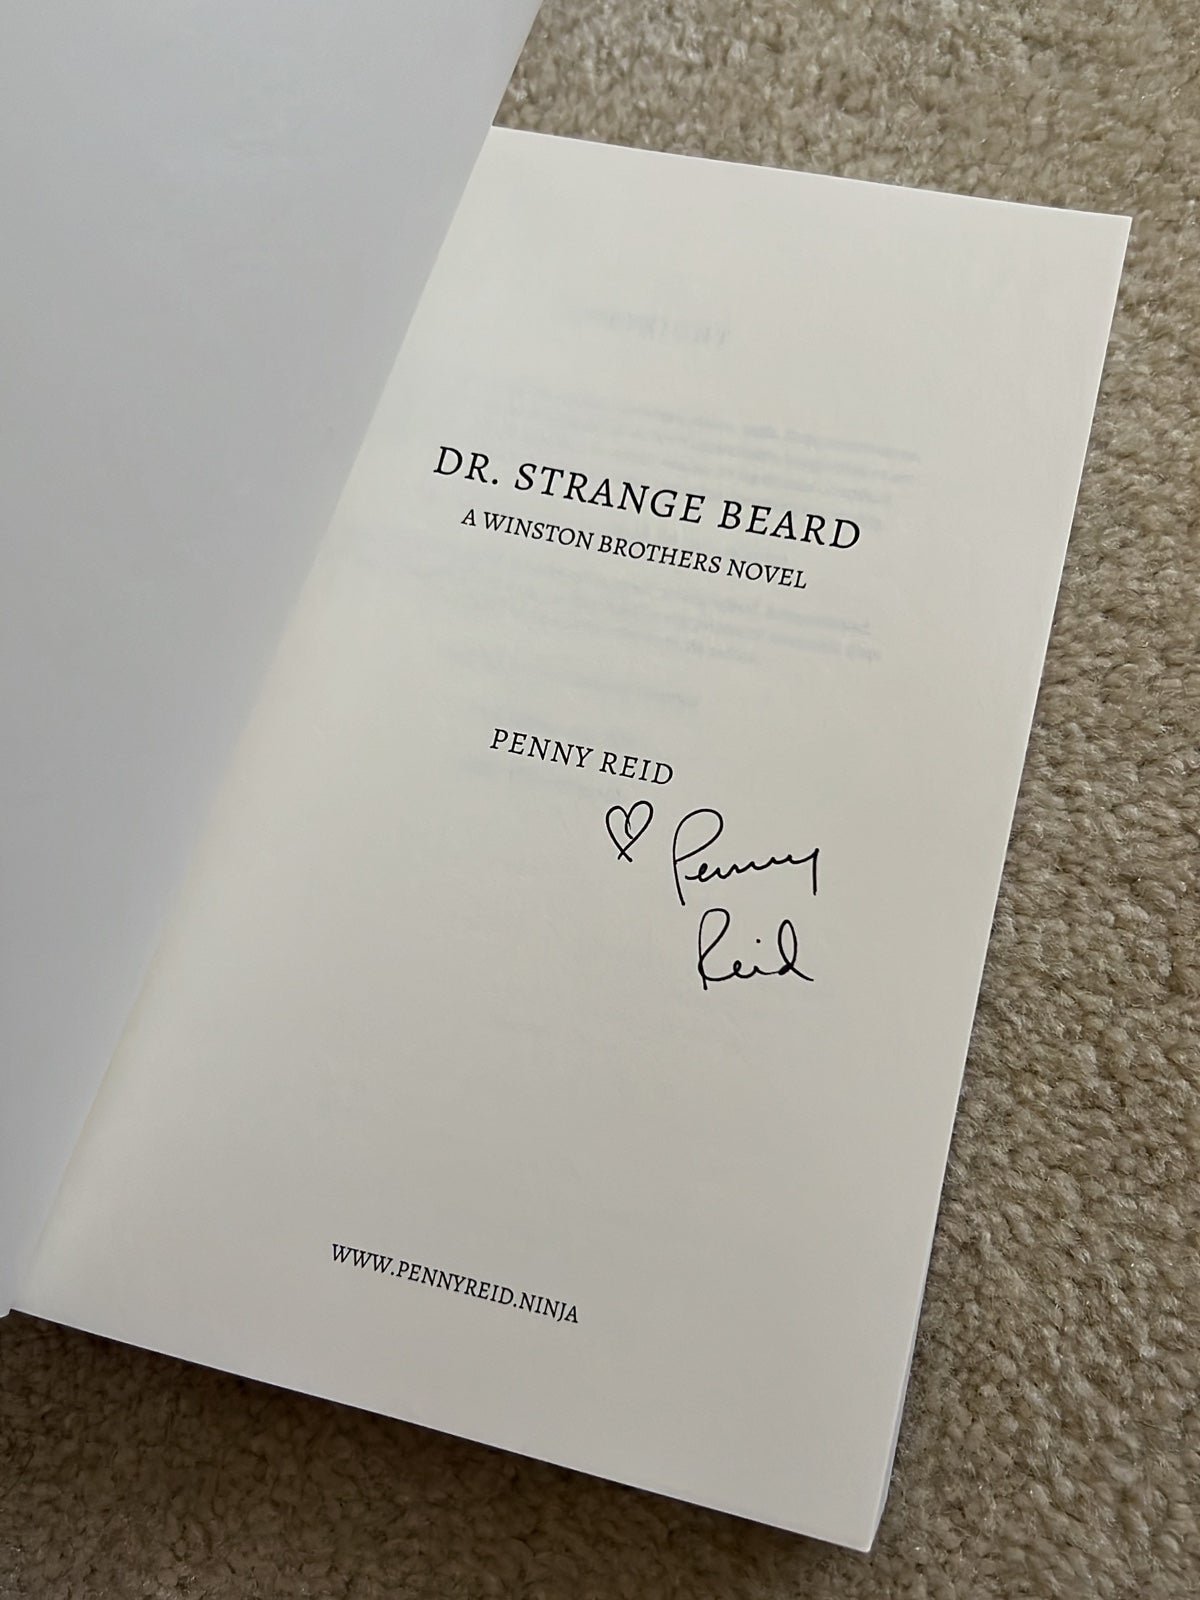 DR. STRANGE BEARD
A WINSTON BROTHERS NOVEL
PENNY REID
Penny
Reid
WWW.PENNYREID.NINJA